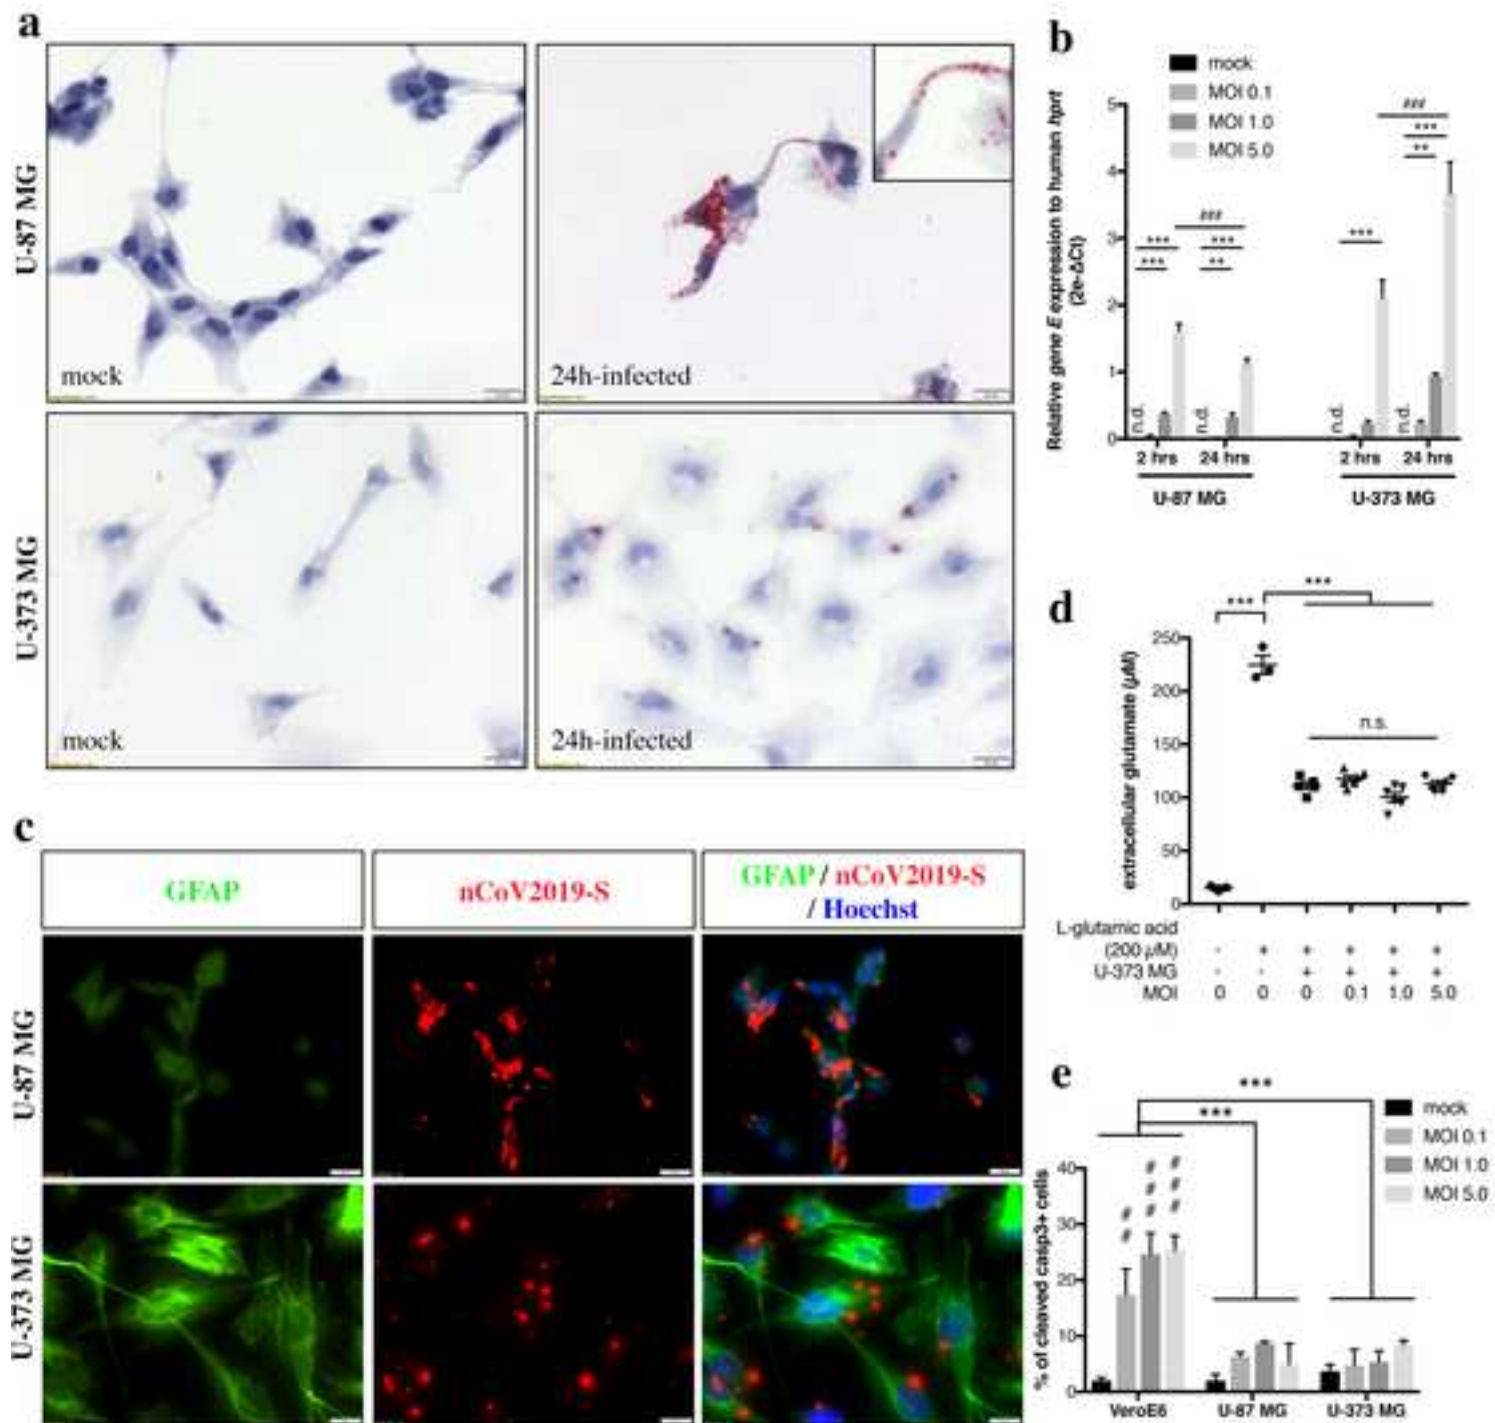 a
U-87 MG
mock
24h-infected
U-373 MG
mock
24h-infected
b
mock
MOI 0.1
MOI 1.0
MOI 5.0
Relative gene E expression to human hprt
(2e-ΔCt)
5
4
3
2
1
0
***
***
###
***
**
***
###
***
**
n.d.
n.d.
n.d.
n.d.
2 hrs 24 hrs 2 hrs 24 hrs
U-87 MG U-373 MG
c
GFAP
nCoV2019-S
GFAP / nCoV2019-S
/ Hoechst
U-87 MG
U-373 MG
d
***
***
n.s.
extracellular glutamate (µM)
250
200
150
100
50
0
L-glutamic acid
(200 µM) - + + + + +
U-373 MG - - + + + +
MOI 0 0 0 0.1 1.0 5.0
e
***
***
mock
MOI 0.1
MOI 1.0
MOI 5.0
% of cleaved casp3+ cells
40
30
20
10
0
##
###
###
VeroE6 U-87 MG U-373 MG